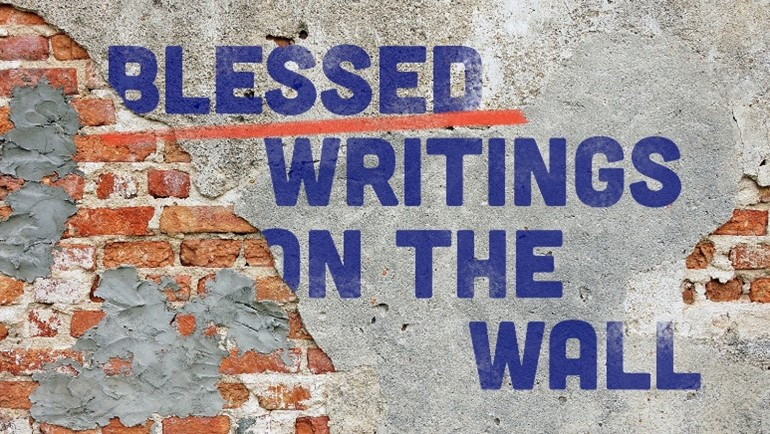 BLESSED
WRITINGS
ON THE
WALL